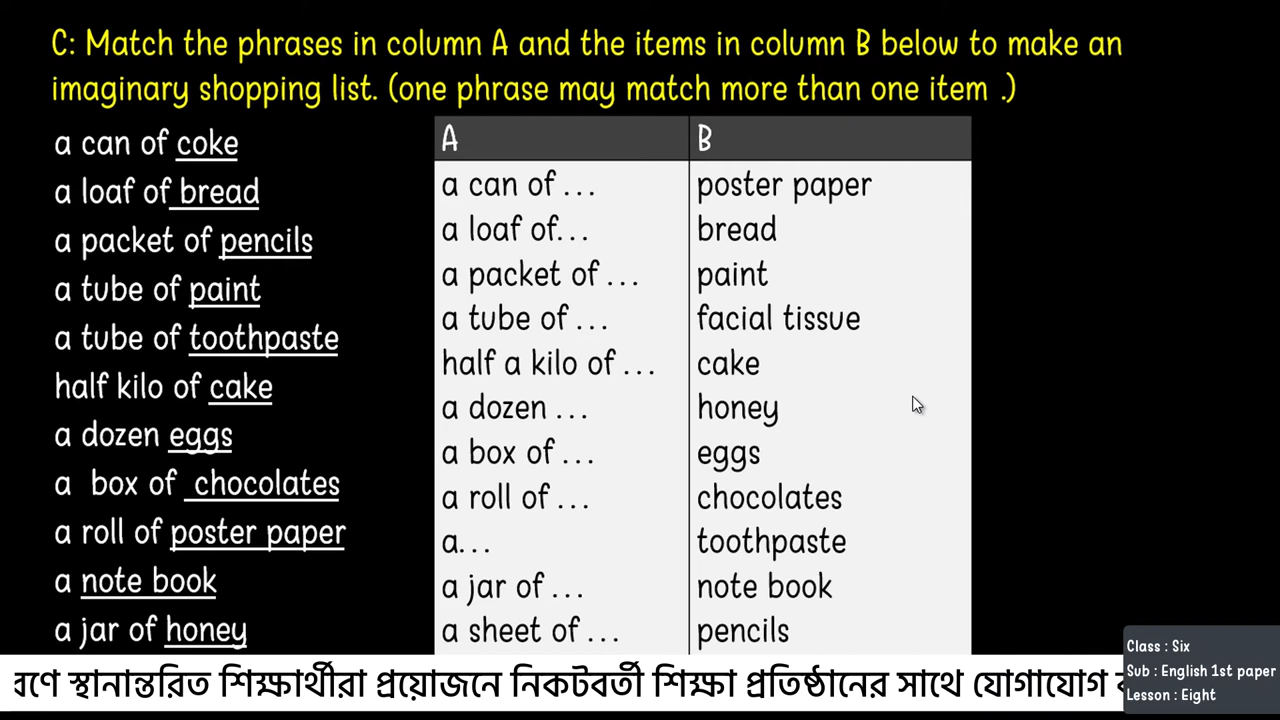 C: Match the phrases in column A and the items in column B below to make an
imaginary shopping list. (one phrase may match more than one item .)
a can of coke
a loaf of bread
a packet of pencils
a tube of paint
a tube of toothpaste
half kilo of cake
a dozen eggs
a box of chocolates
a roll of poster paper
a note book
a jar of honey
A B
a can of ... poster paper
a loaf of... bread
a packet of ... paint
a tube of ... facial tissue
half a kilo of ... cake
a dozen ... honey
a box of ... eggs
a roll of ... chocolates
a... toothpaste
a jar of ... note book
a sheet of ... pencils
স্থানান্তরিত শিক্ষার্থীরা প্রয়োজনে নিকটবর্তী শিক্ষা প্রতিষ্ঠানের সাথে যোগাযোগ
Class : Six
Sub : English 1st paper
Lesson : Eight